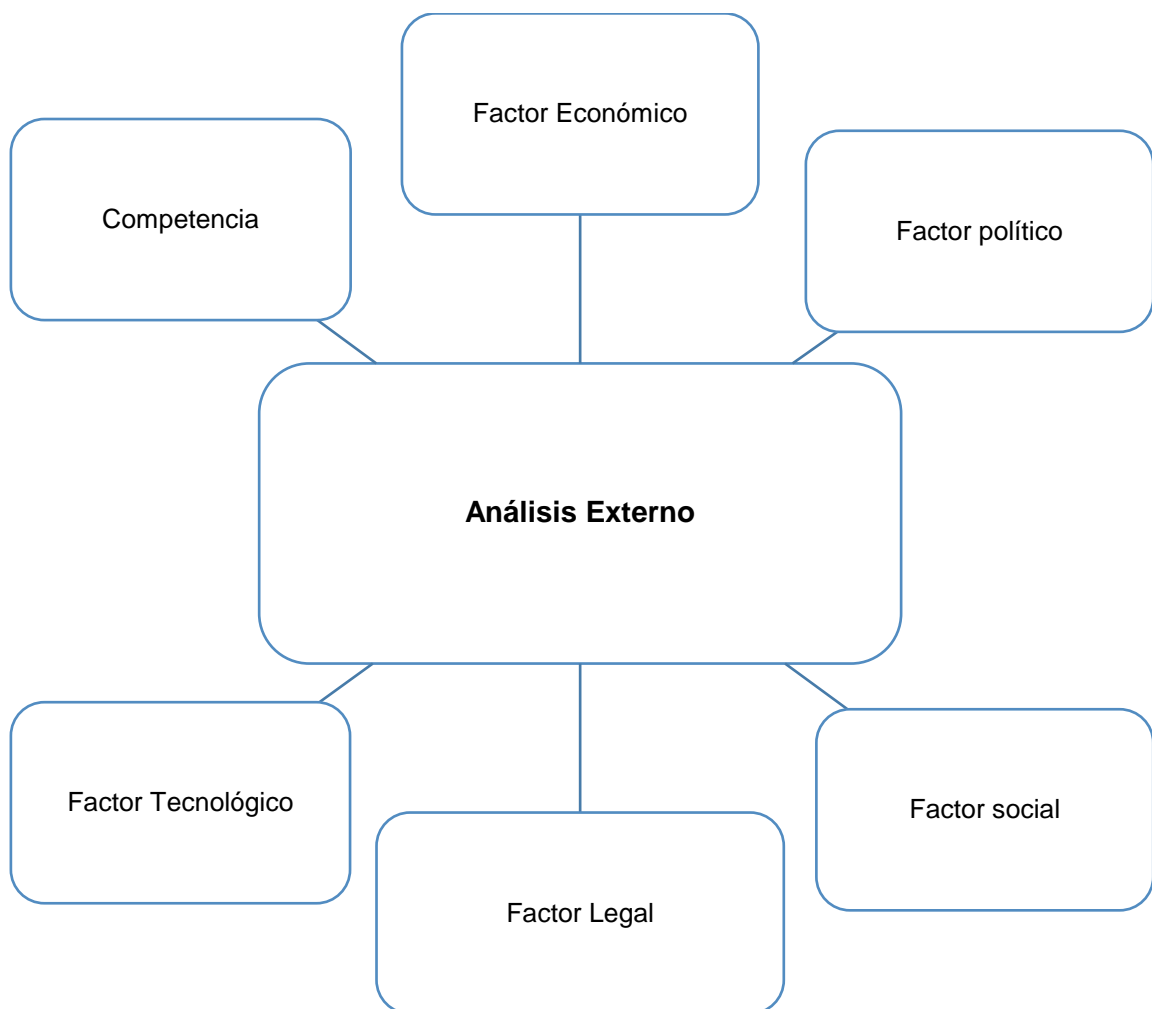 Factor Económico
Competencia
Factor político
Análisis Externo
Factor Tecnológico
Factor social
Factor Legal